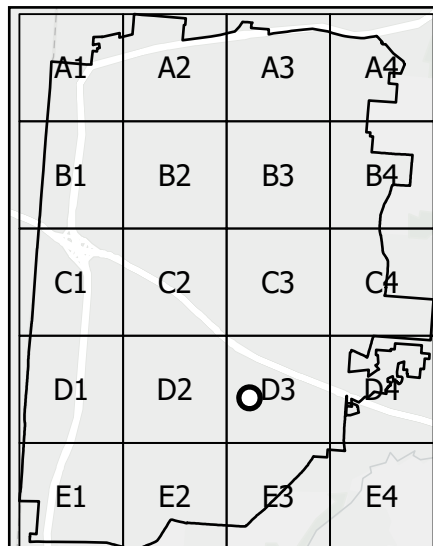 A1 A2 A3 A4
B1 B2 B3 B4
C1 C2 C3 C4
D1 D2 D3 D4
E1 E2 E3 E4